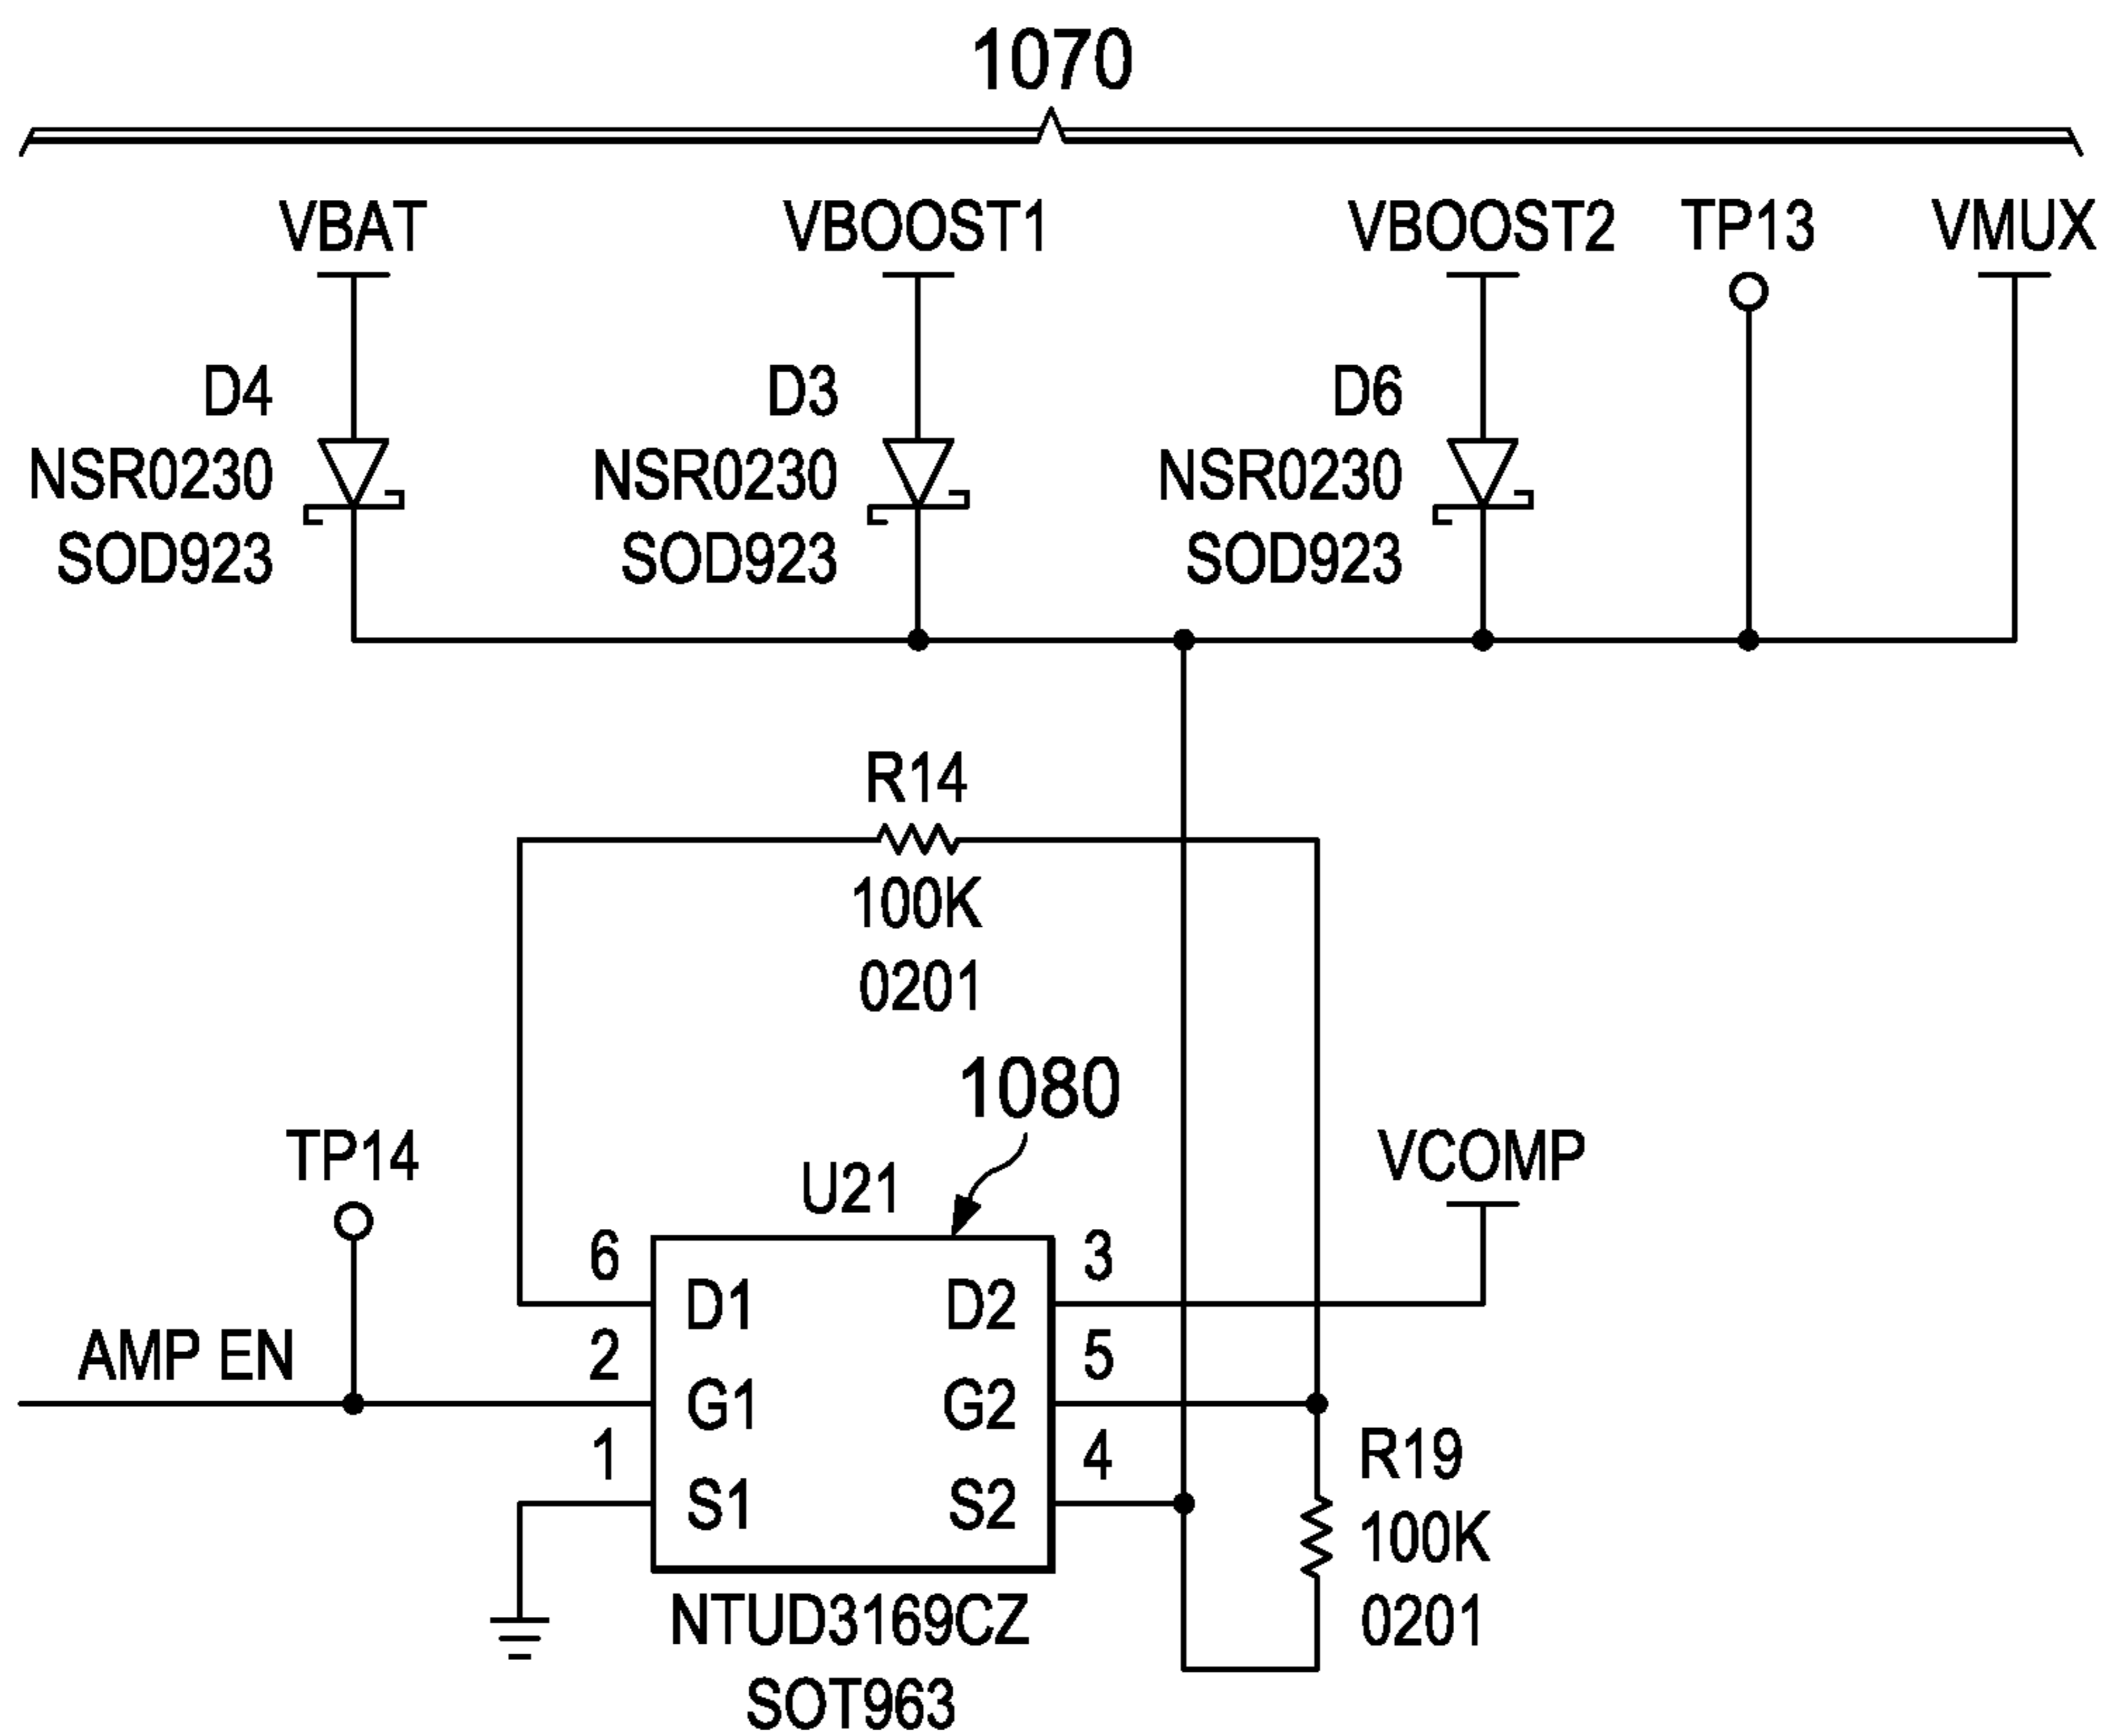 1070
VBAT VBOOST1 VBOOST2 TP13 VMUX
D4 D3 D6
NSR0230 NSR0230 NSR0230
SOD923 SOD923 SOD923
R14
100K
0201
1080
TP14 U21 VCOMP
6 D1 D2 3
AMP EN 2 G1 G2 5
1 S1 S2 4
R19
100K
0201
NTUD3169CZ
SOT963